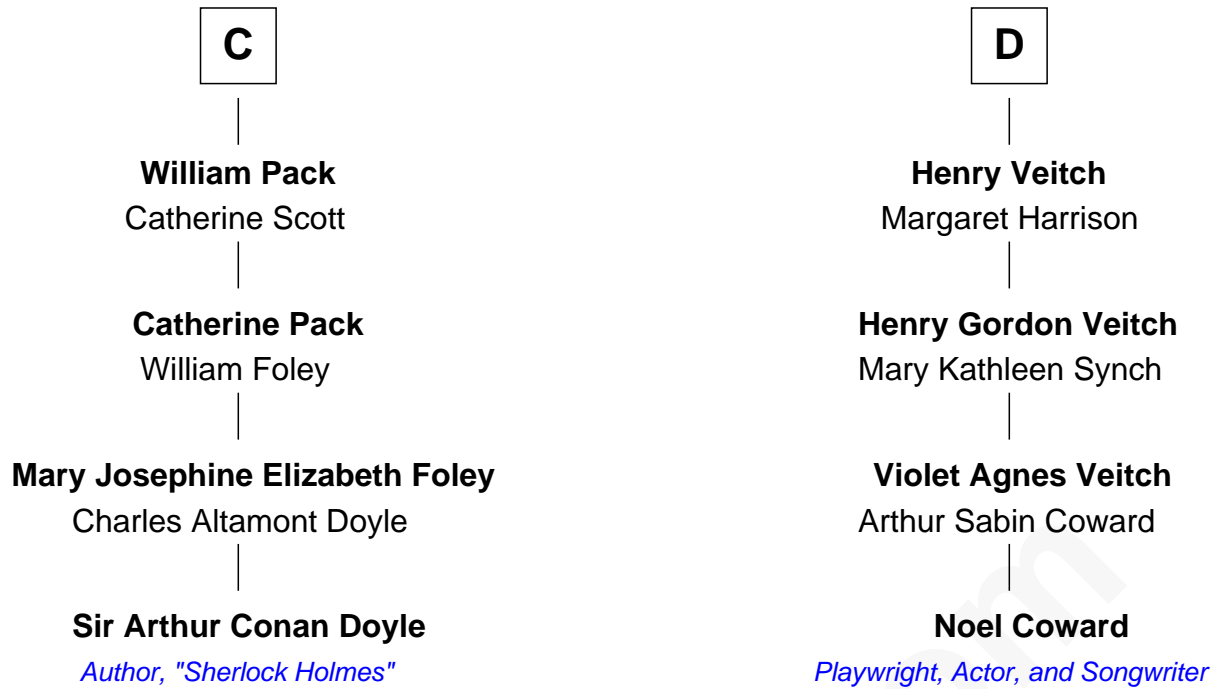 C
William Pack
Catherine Scott
Catherine Pack
William Foley
Mary Josephine Elizabeth Foley
Charles Altamont Doyle
Sir Arthur Conan Doyle
Author, "Sherlock Holmes"
D
Henry Veitch
Margaret Harrison
Henry Gordon Veitch
Mary Kathleen Synch
Violet Agnes Veitch
Arthur Sabin Coward
Noel Coward
Playwright, Actor, and Songwriter